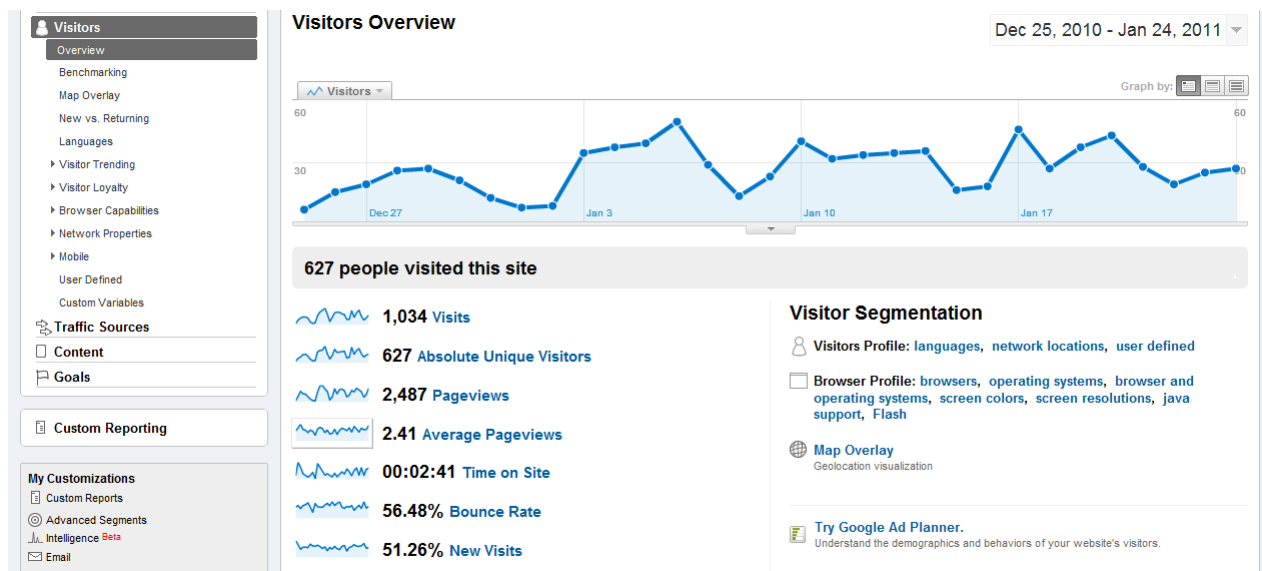 Visitors
Overview
Benchmarking
Map Overlay
New vs. Returning
Languages
Visitor Trending
Visitor Loyalty
Browser Capabilities
Network Properties
Mobile
User Defined
Custom Variables
Traffic Sources
Content
Goals
Custom Reporting
My Customizations
Custom Reports
Advanced Segments
Intelligence Beta
Email
Visitors Overview
Dec 25, 2010 - Jan 24, 2011
Visitors
Graph by:
60
60
30
Dec 27
Jan 3
Jan 10
Jan 17
627 people visited this site
1,034 Visits
627 Absolute Unique Visitors
2,487 Pageviews
2.41 Average Pageviews
00:02:41 Time on Site
56.48% Bounce Rate
51.26% New Visits
Visitor Segmentation
Visitors Profile: languages, network locations, user defined
Browser Profile: browsers, operating systems, browser and
operating systems, screen colors, screen resolutions, java
support, Flash
Map Overlay
Geolocation visualization
Try Google Ad Planner.
Understand the demographics and behaviors of your website's visitors.